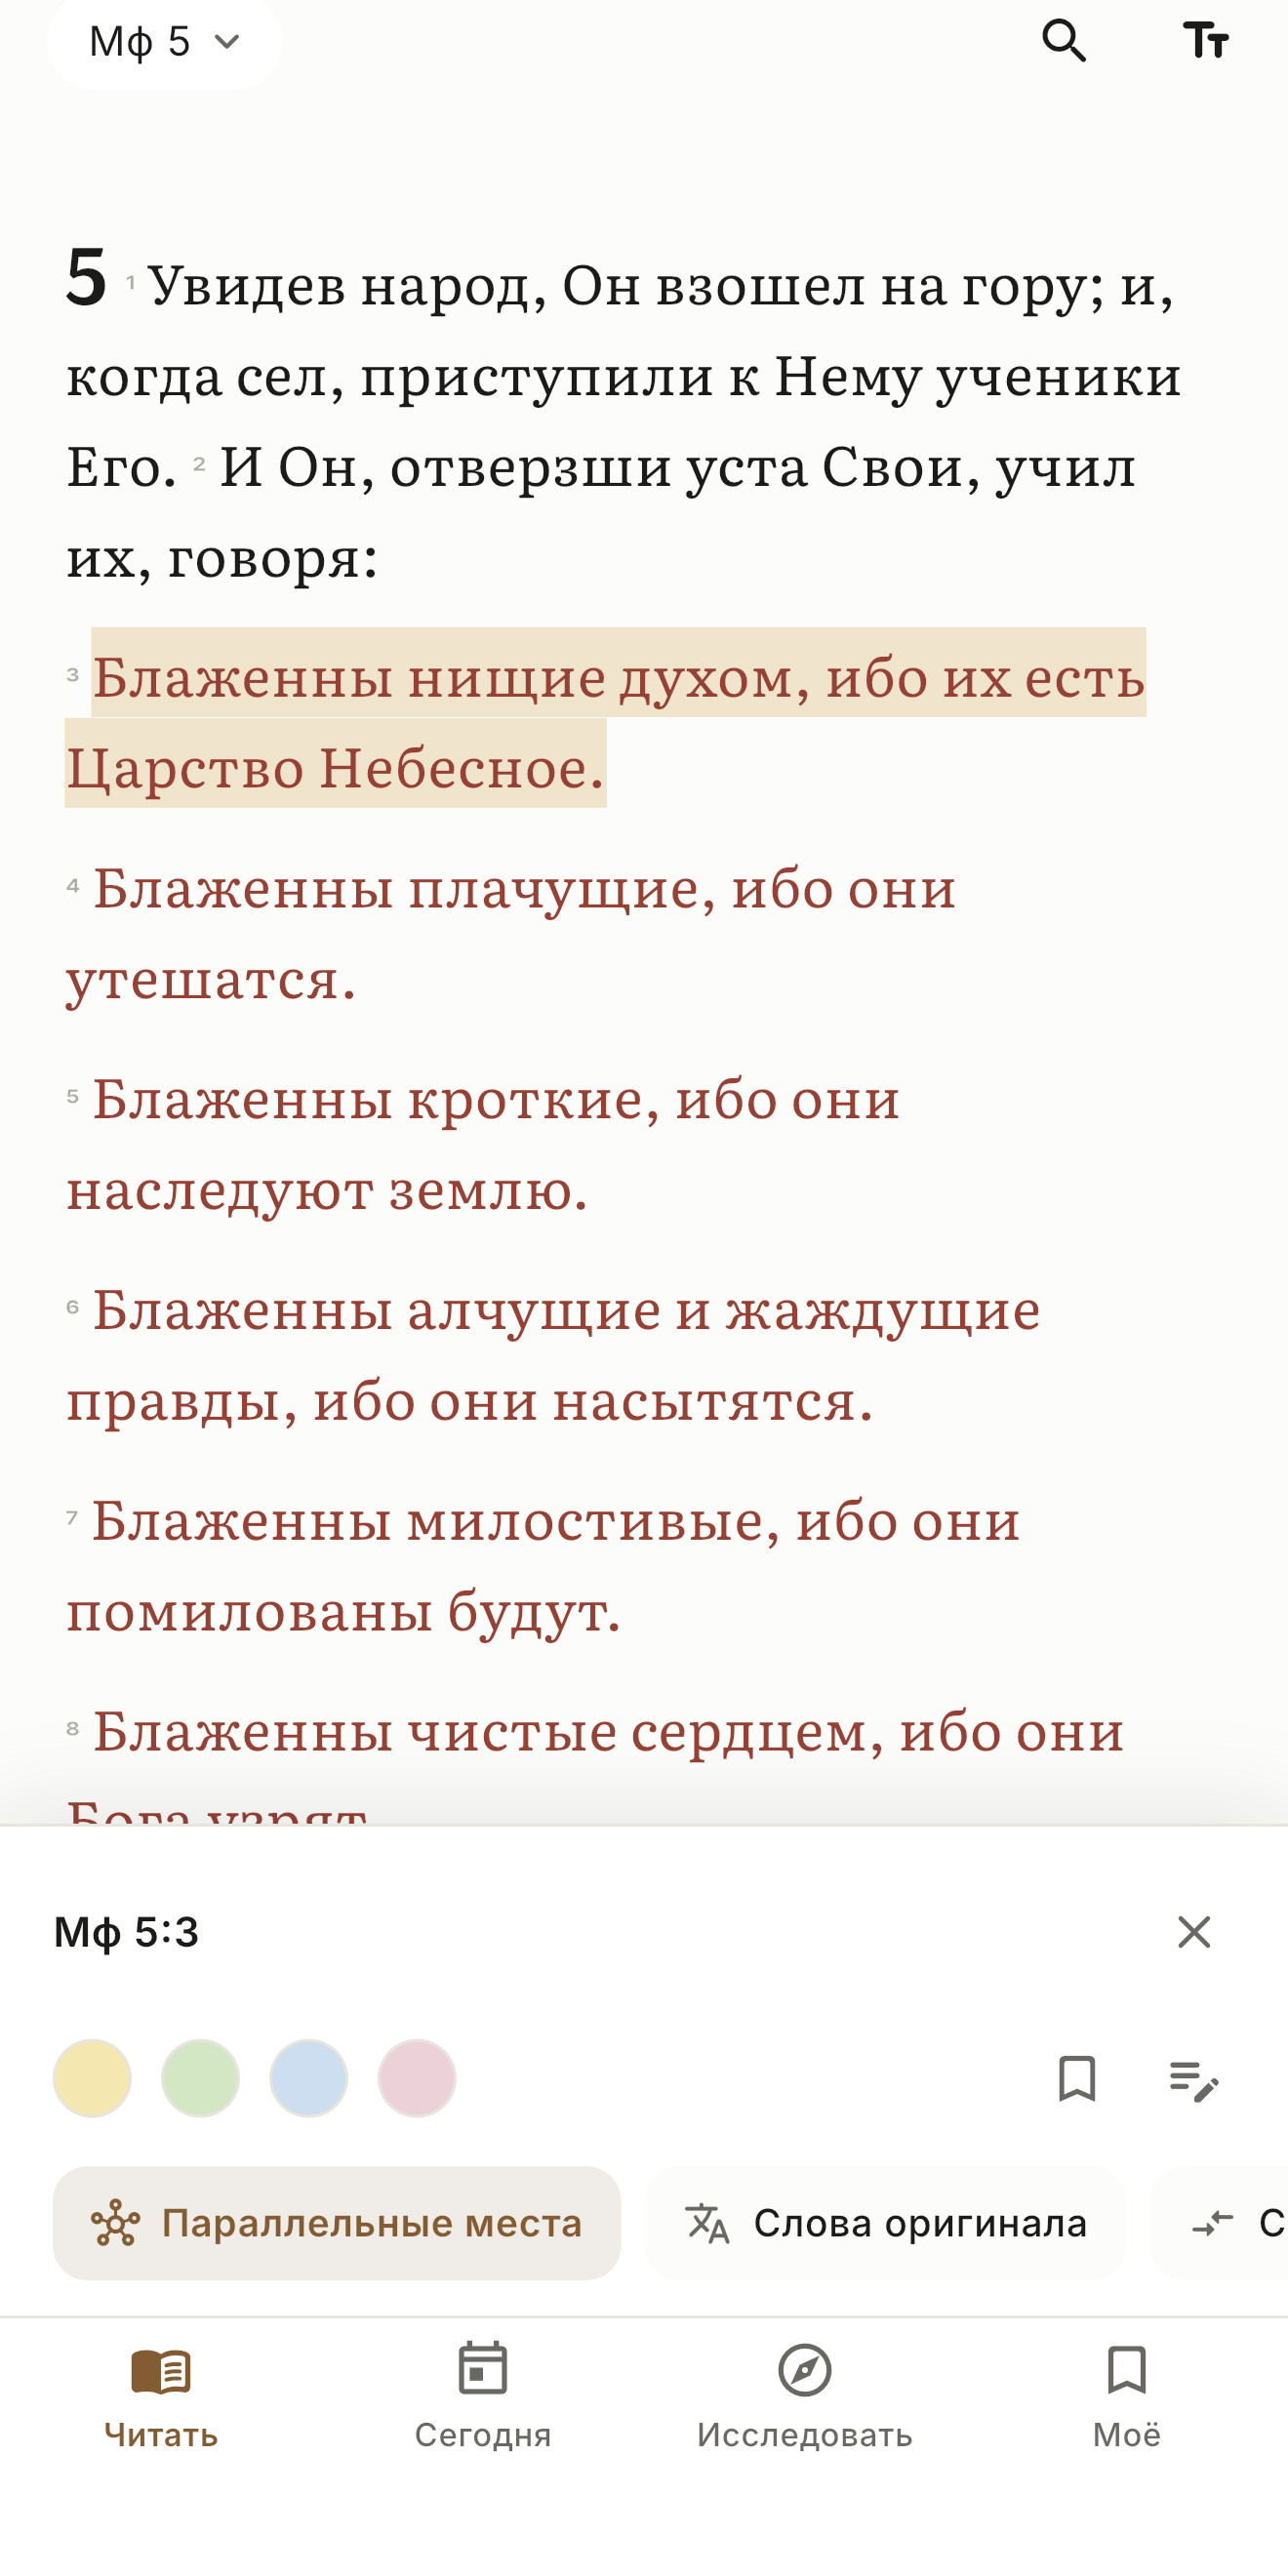 Мф 5
5 1 Увидев народ, Он взошел на гору; и,
когда сел, приступили к Нему ученики
Его. 2 И Он, отверзши уста Свои, учил
их, говоря:
3 Блаженны нищие духом, ибо их есть
Царство Небесное.
4 Блаженны плачущие, ибо они
утешатся.
5 Блаженны кроткие, ибо они
наследуют землю.
6 Блаженны алчущие и жаждущие
правды, ибо они насытятся.
7 Блаженны милостивые, ибо они
помилованы будут.
8 Блаженны чистые сердцем, ибо они
Бога узрят
Мф 5:3
Параллельные места
Слова оригинала
С
Читать
Сегодня
Исследовать
Моё